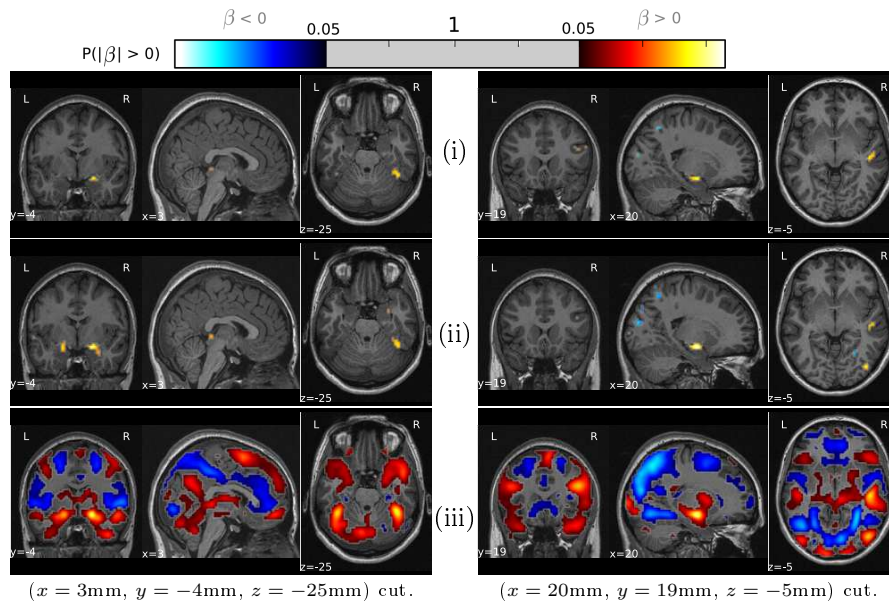 β < 0
1
β > 0
0.05
0.05
P(|β| > 0)
L R
L R
y=-4 x=3 z=-25
L R
L R
y=19 x=20 z=-5
(i)
L R
L R
y=-4 x=3 z=-25
L R
L R
y=19 x=20 z=-5
(ii)
L R
L R
y=-4 x=3 z=-25
L R
L R
y=19 x=20 z=-5
(iii)
(x = 3mm, y = −4mm, z = −25mm) cut.
(x = 20mm, y = 19mm, z = −5mm) cut.